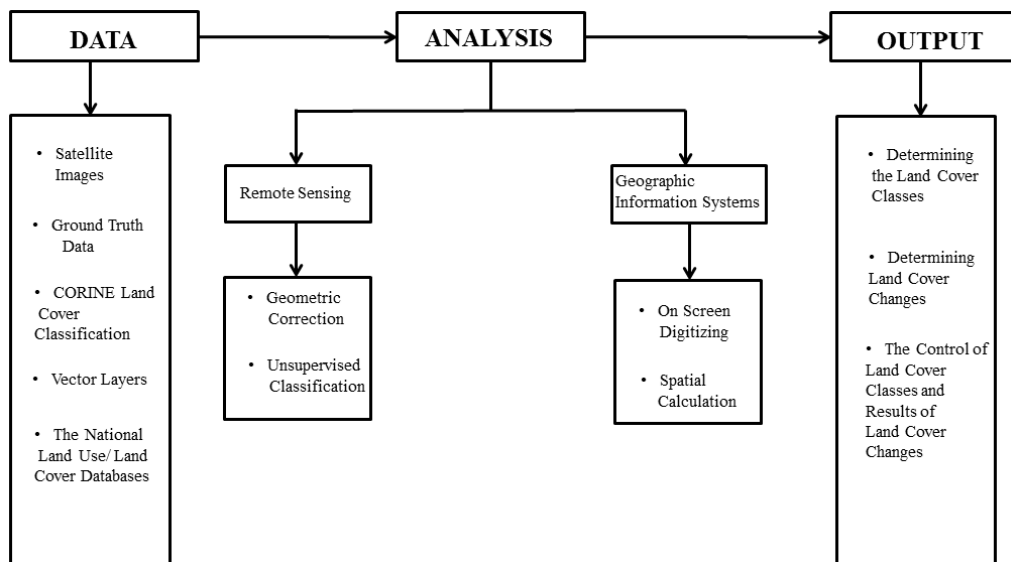 DATA
ANALYSIS
OUTPUT
• Satellite
Images
• Ground Truth
Data
• CORINE Land
Cover
Classification
• Vector Layers
• The National
Land Use/ Land
Cover Databases
Remote Sensing
• Geometric
Correction
• Unsupervised
Classification
Geographic
Information Systems
• On Screen
Digitizing
• Spatial
Calculation
• Determining
the Land Cover
Classes
• Determining
Land Cover
Changes
• The Control of
Land Cover
Classes and
Results of
Land Cover
Changes